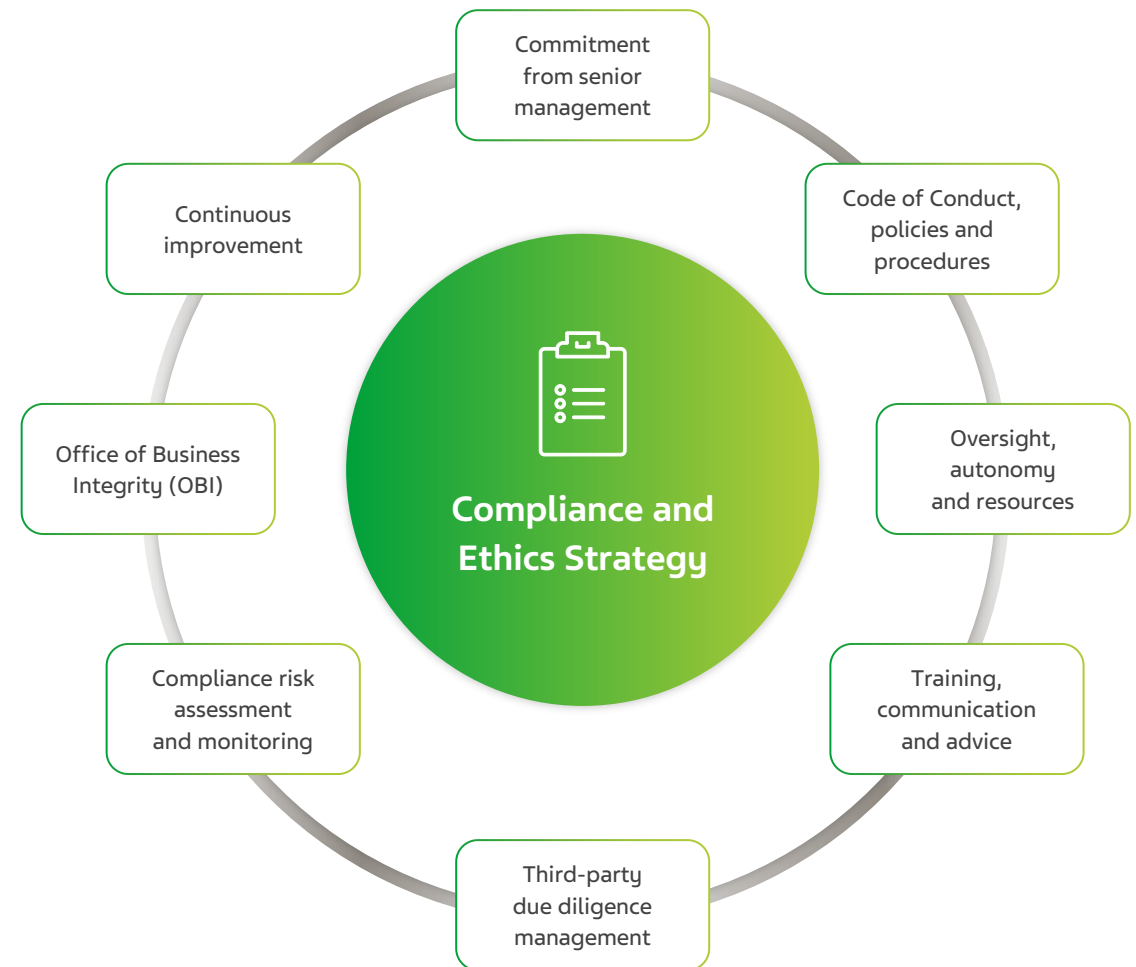 Commitment
from senior
management
Code of Conduct,
policies and
procedures
Oversight,
autonomy
and resources
Training,
communication
and advice
Third-party
due diligence
management
Compliance risk
assessment
and monitoring
Office of Business
Integrity (OBI)
Continuous
improvement
Compliance and
Ethics Strategy